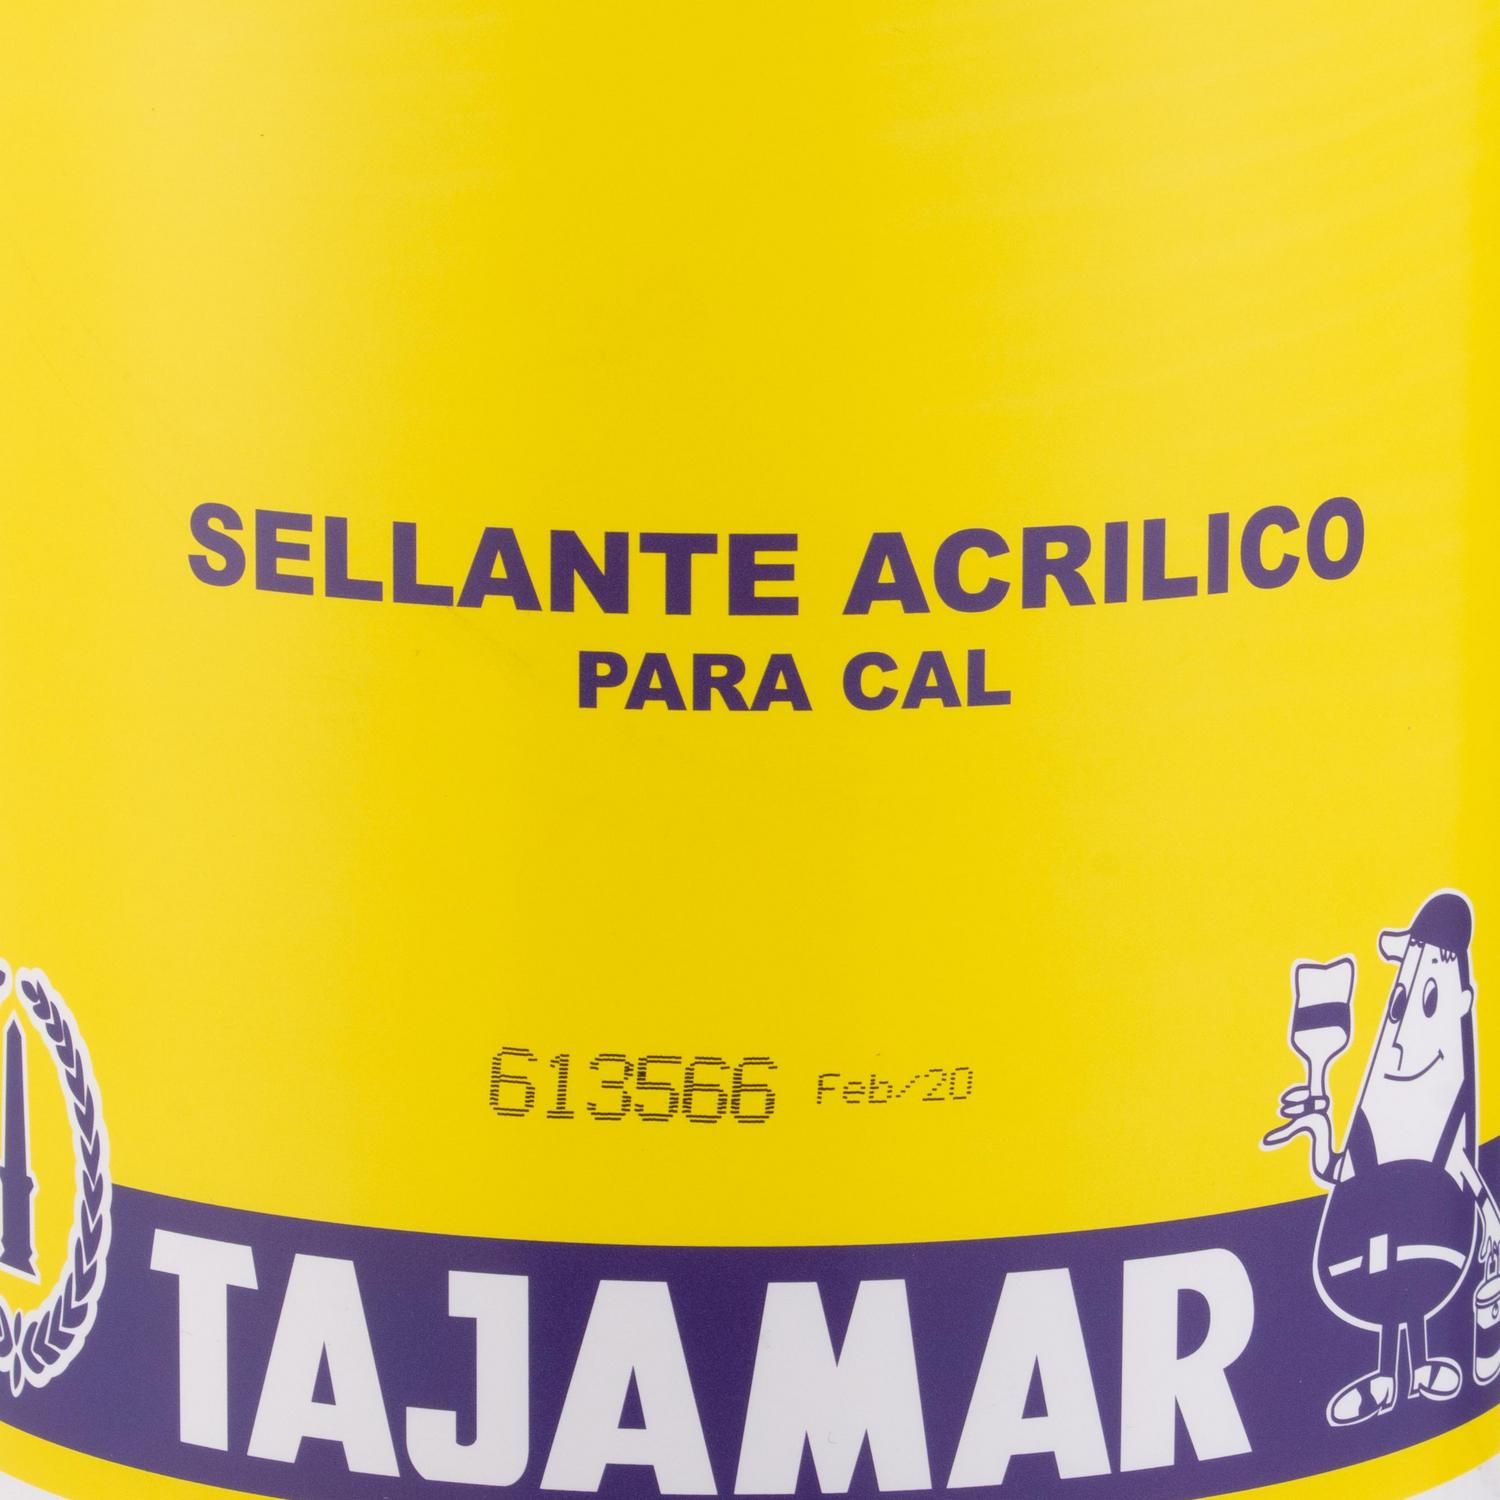 SELLANTE ACRILICO
PARA CAL
613566 Feb/20
TAJAMAR